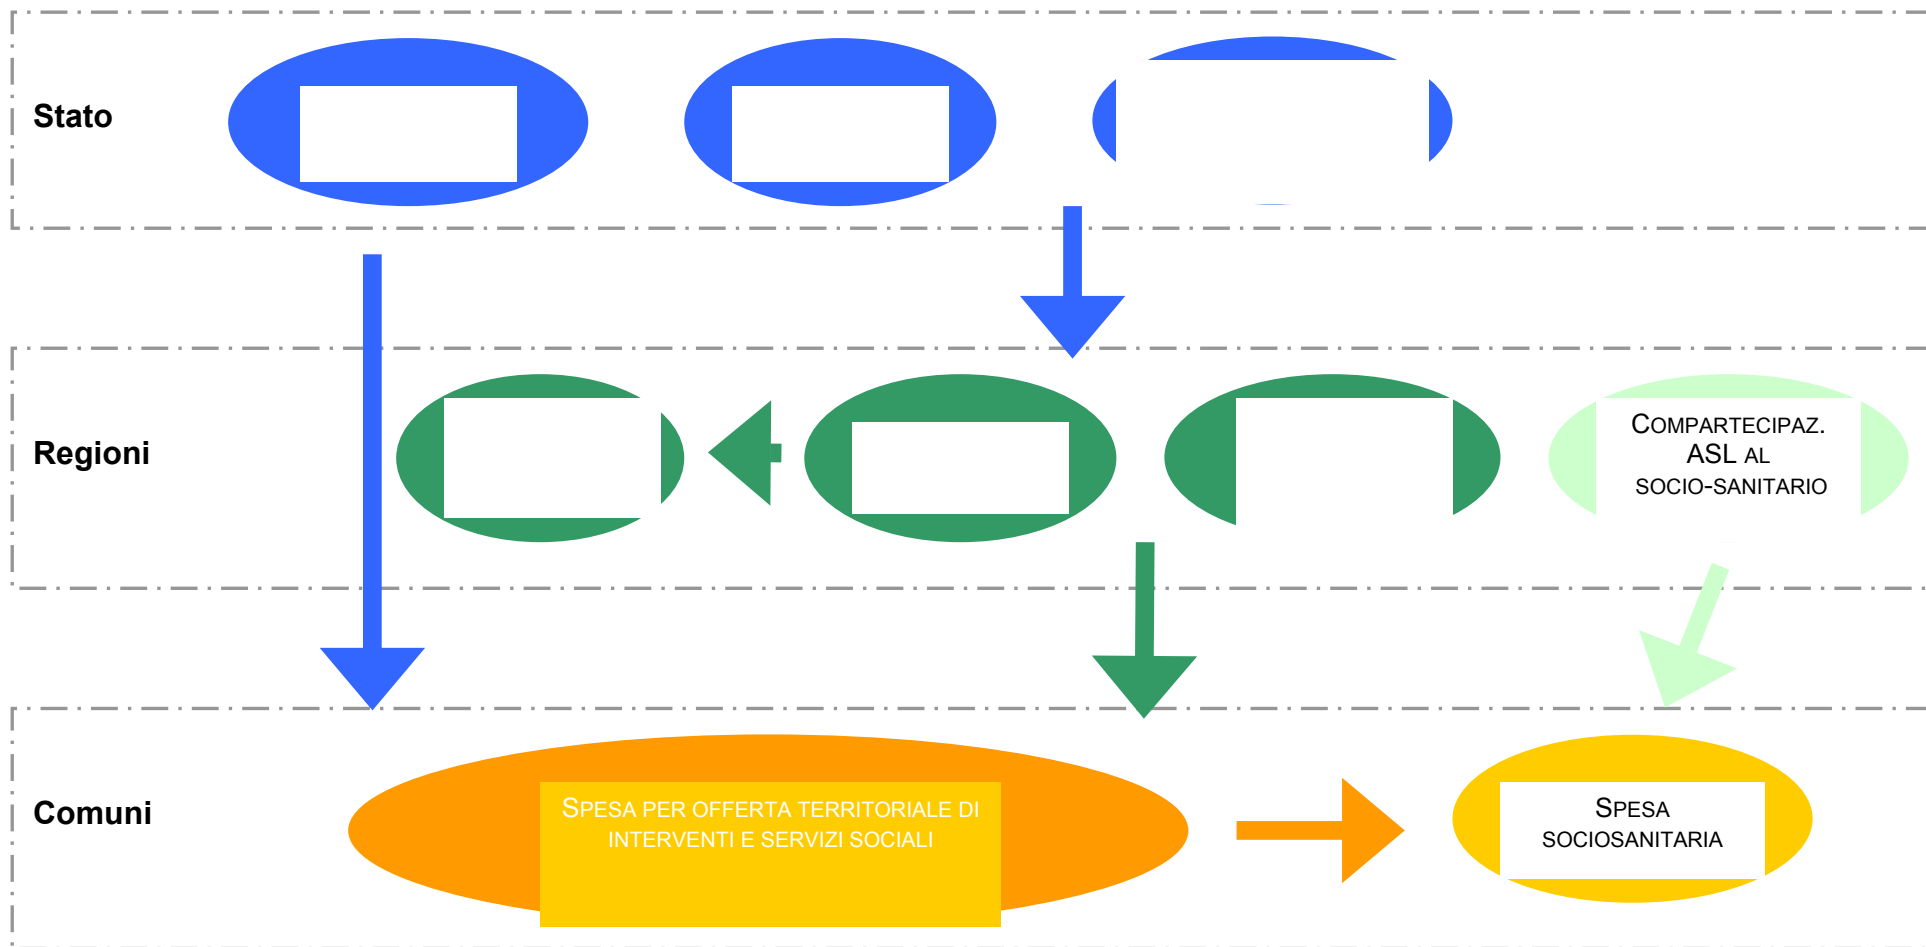 Stato
Regioni
COMPARTECIPAZ.
ASL AL
SOCIO-SANITARIO
Comuni
SPESA PER OFFERTA TERRITORIALE DI
INTERVENTI E SERVIZI SOCIALI
SPESA
SOCIOSANITARIA